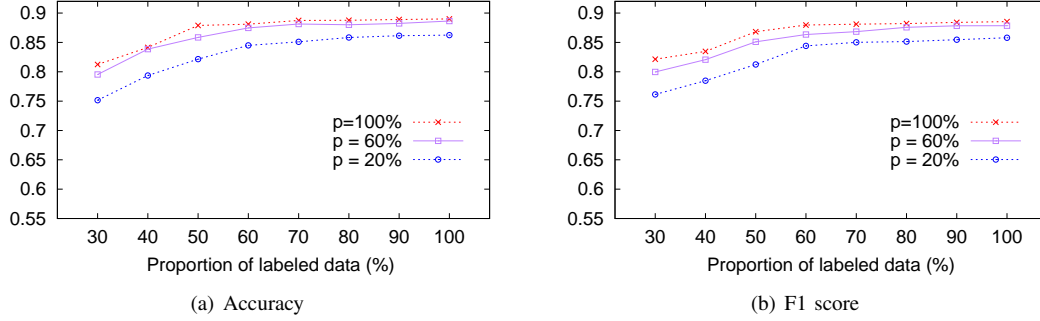 0.9
0.85
0.8
0.75
0.7
0.65
0.6
0.55
p=100%
p = 60%
p = 20%
30 40 50 60 70 80 90 100
Proportion of labeled data (%)
(a) Accuracy
0.9
0.85
0.8
0.75
0.7
0.65
0.6
0.55
p=100%
p = 60%
p = 20%
30 40 50 60 70 80 90 100
Proportion of labeled data (%)
(b) F1 score